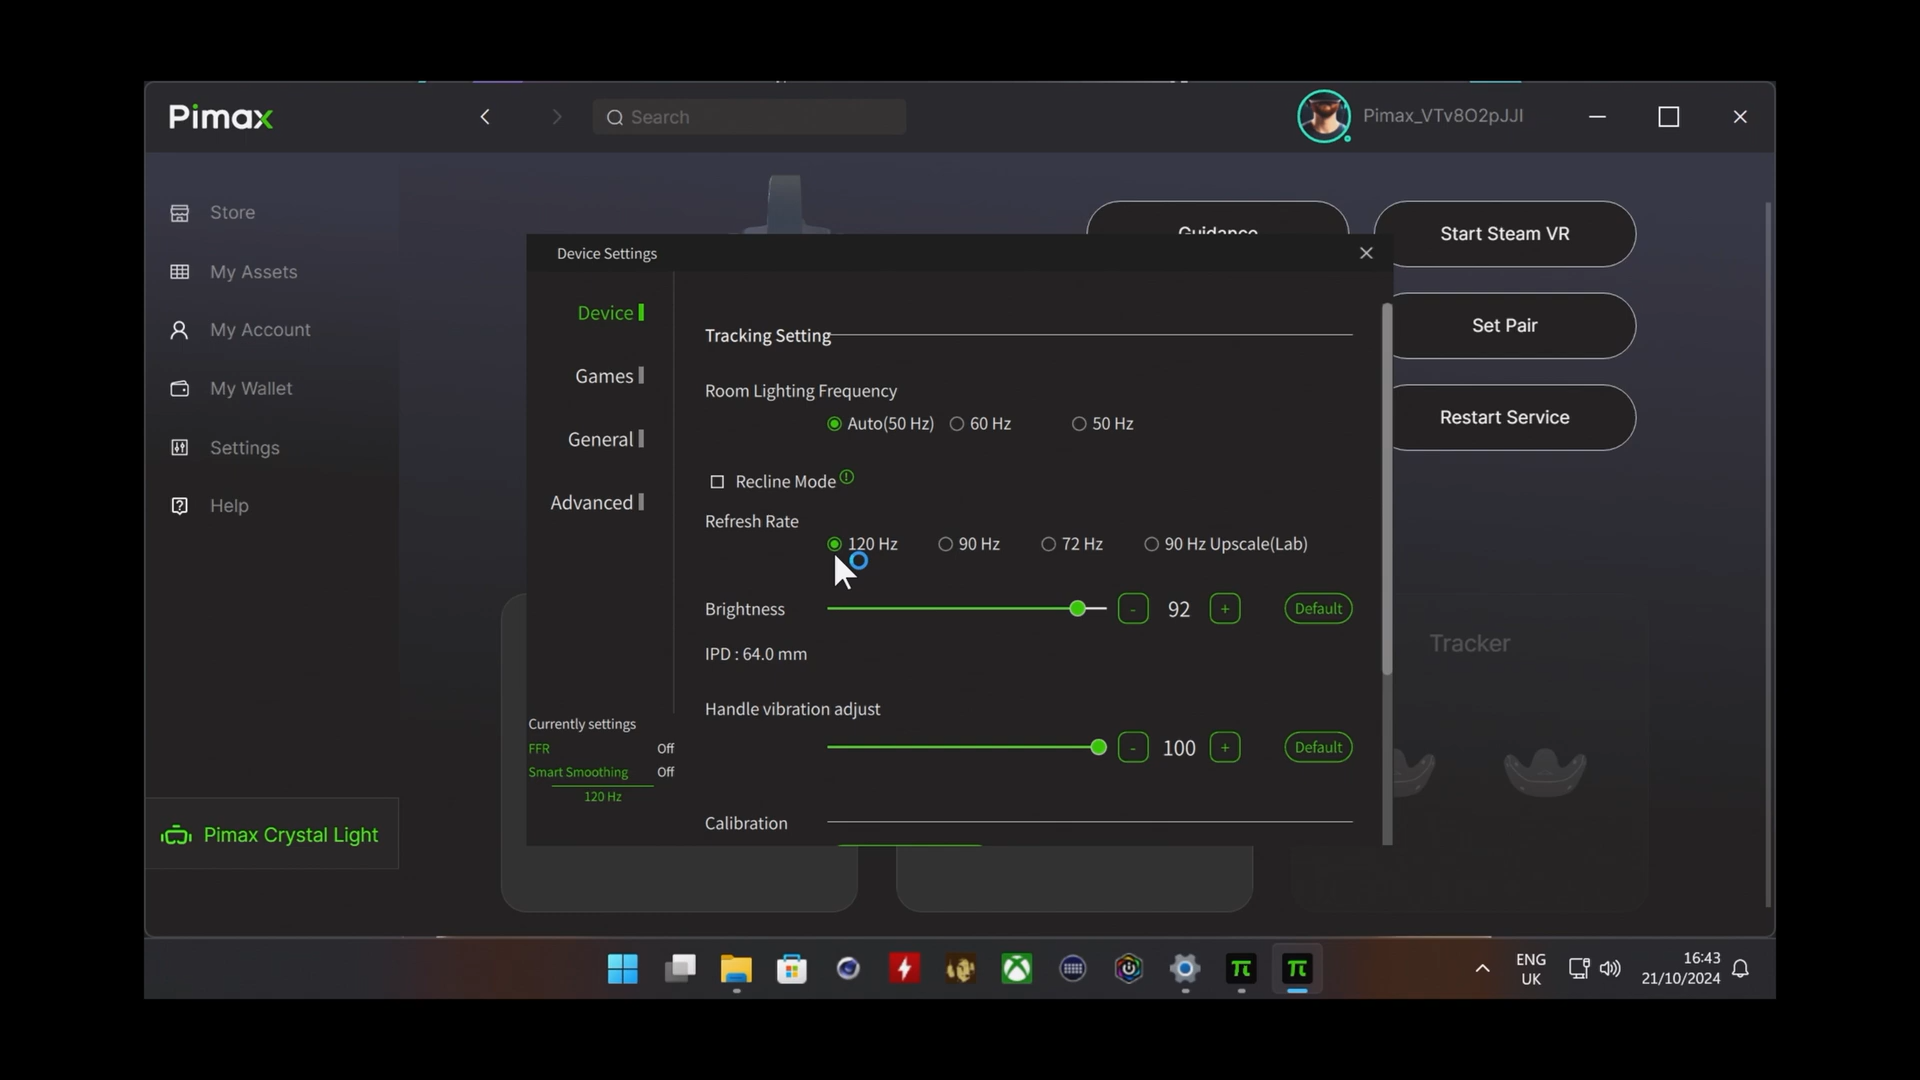 Pimax
Search
Pimax_VTv8O2pJJI
Store
My Assets
My Account
My Wallet
Settings
Help
Pimax Crystal Light
Guidance
Start Steam VR
Set Pair
Restart Service
Tracker
Device Settings
Device
Games
General
Advanced
Currently settings
FFR Off
Smart Smoothing Off
120 Hz
Tracking Setting
Room Lighting Frequency
Auto(50 Hz) 60 Hz 50 Hz
Recline Mode
Refresh Rate
120 Hz 90 Hz 72 Hz 90 Hz Upscale(Lab)
Brightness - 92 + Default
IPD : 64.0 mm
Handle vibration adjust
- 100 + Default
Calibration
ENG
UK
16:43
21/10/2024